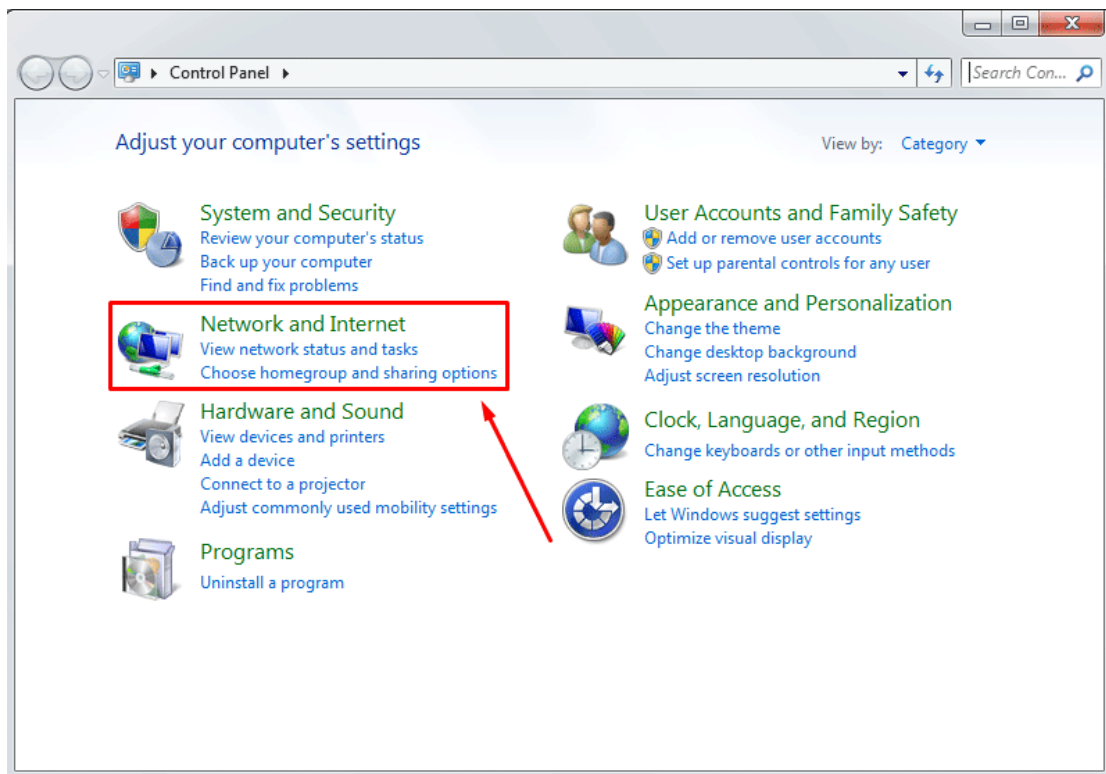 Control Panel
Search Con...
Adjust your computer's settings
View by: Category
System and Security
Review your computer's status
Back up your computer
Find and fix problems
Network and Internet
View network status and tasks
Choose homegroup and sharing options
Hardware and Sound
View devices and printers
Add a device
Connect to a projector
Adjust commonly used mobility settings
Programs
Uninstall a program
User Accounts and Family Safety
Add or remove user accounts
Set up parental controls for any user
Appearance and Personalization
Change the theme
Change desktop background
Adjust screen resolution
Clock, Language, and Region
Change keyboards or other input methods
Ease of Access
Let Windows suggest settings
Optimize visual display